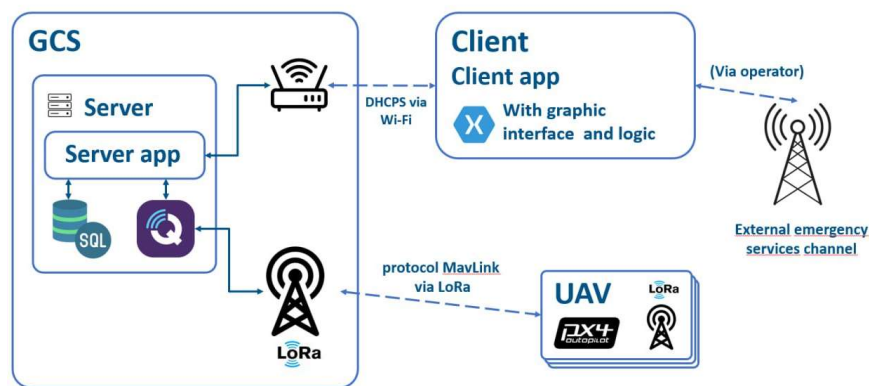 GCS
Server
Server app
SQL
LoRa
DHCPS via
Wi-Fi
Client
Client app
With graphic
interface and logic
(Via operator)
External emergency
services channel
protocol MavLink
via LoRa
UAV
LoRa
px4
autopilot